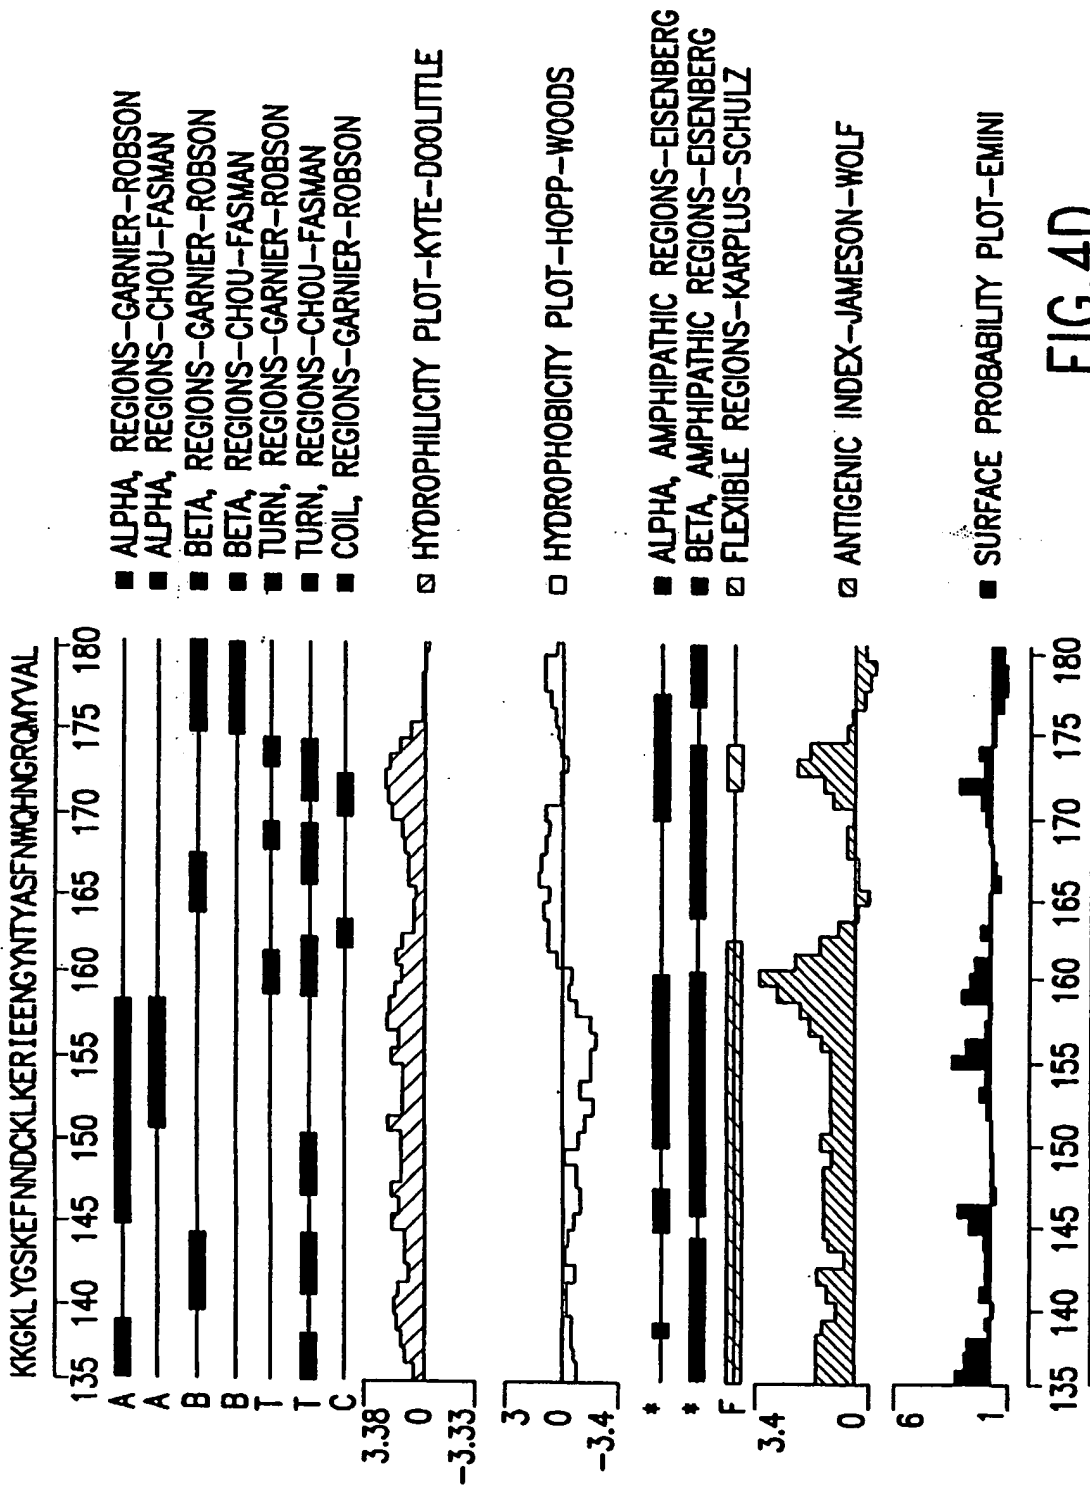 KKGKLYGSKEFNNDCKLKERIEENGYNTYASFNWQHNGRQMYVAL
135 140 145 150 155 160 165 170 175 180
A ■ ALPHA, REGIONS-GARNIER-ROBSON
A ■ ALPHA, REGIONS-CHOU-FASMAN
B ■ BETA, REGIONS-GARNIER-ROBSON
B ■ BETA, REGIONS-CHOU-FASMAN
T ■ TURN, REGIONS-GARNIER-ROBSON
T ■ TURN, REGIONS-CHOU-FASMAN
C ■ COIL, REGIONS-GARNIER-ROBSON
3.38
0 HYDROPHILICITY PLOT-KYTE-DOOLITTLE
-3.33
3
0 HYDROPHOBICITY PLOT-HOPP-WOODS
-3.4
* ■ ALPHA, AMPHIPATHIC REGIONS-EISENBERG
* ■ BETA, AMPHIPATHIC REGIONS-EISENBERG
F FLEXIBLE REGIONS-KARPLUS-SCHULZ
3.4
0 ANTIGENIC INDEX-JAMESON-WOLF
6
1 ■ SURFACE PROBABILITY PLOT-EMINI
135 140 145 150 155 160 165 170 175 180
FIG.4D